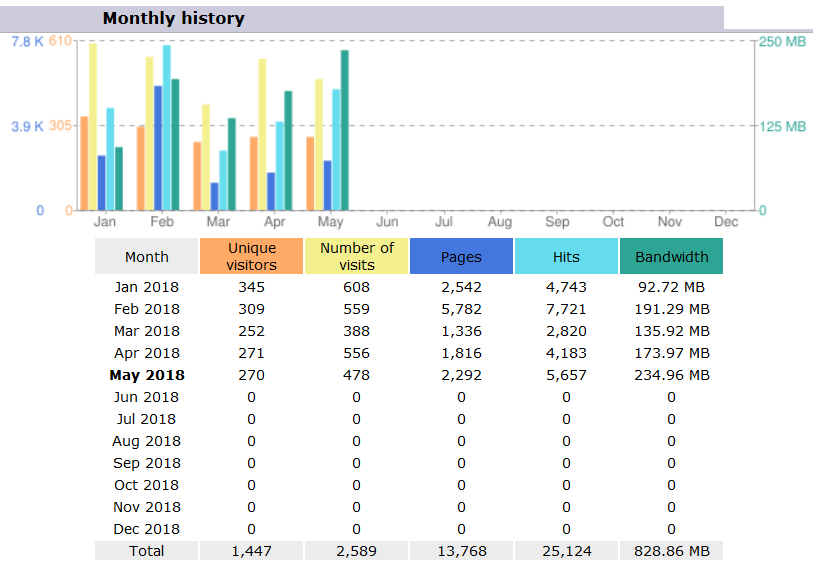 Monthly history
7.8 K 610 250 MB
3.9 K 305 125 MB
0 0 0
Jan Feb Mar Apr May Jun Jul Aug Sep Oct Nov Dec
Month Unique visitors Number of visits Pages Hits Bandwidth
Jan 2018 345 608 2,542 4,743 92.72 MB
Feb 2018 309 559 5,782 7,721 191.29 MB
Mar 2018 252 388 1,336 2,820 135.92 MB
Apr 2018 271 556 1,816 4,183 173.97 MB
May 2018 270 478 2,292 5,657 234.96 MB
Jun 2018 0 0 0 0 0
Jul 2018 0 0 0 0 0
Aug 2018 0 0 0 0 0
Sep 2018 0 0 0 0 0
Oct 2018 0 0 0 0 0
Nov 2018 0 0 0 0 0
Dec 2018 0 0 0 0 0
Total 1,447 2,589 13,768 25,124 828.86 MB